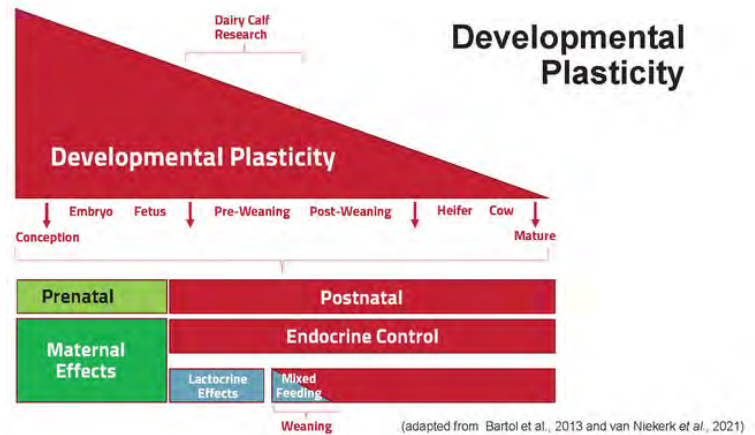 Dairy Calf
Research
Developmental
Plasticity
Developmental Plasticity
Embryo Fetus Pre-Weaning Post-Weaning Heifer Cow
Conception Mature
Prenatal Postnatal
Maternal
Effects
Endocrine Control
Lactocrine
Effects
Mixed
Feeding
Weaning
(adapted from Bartol et al., 2013 and van Niekerk et al., 2021)